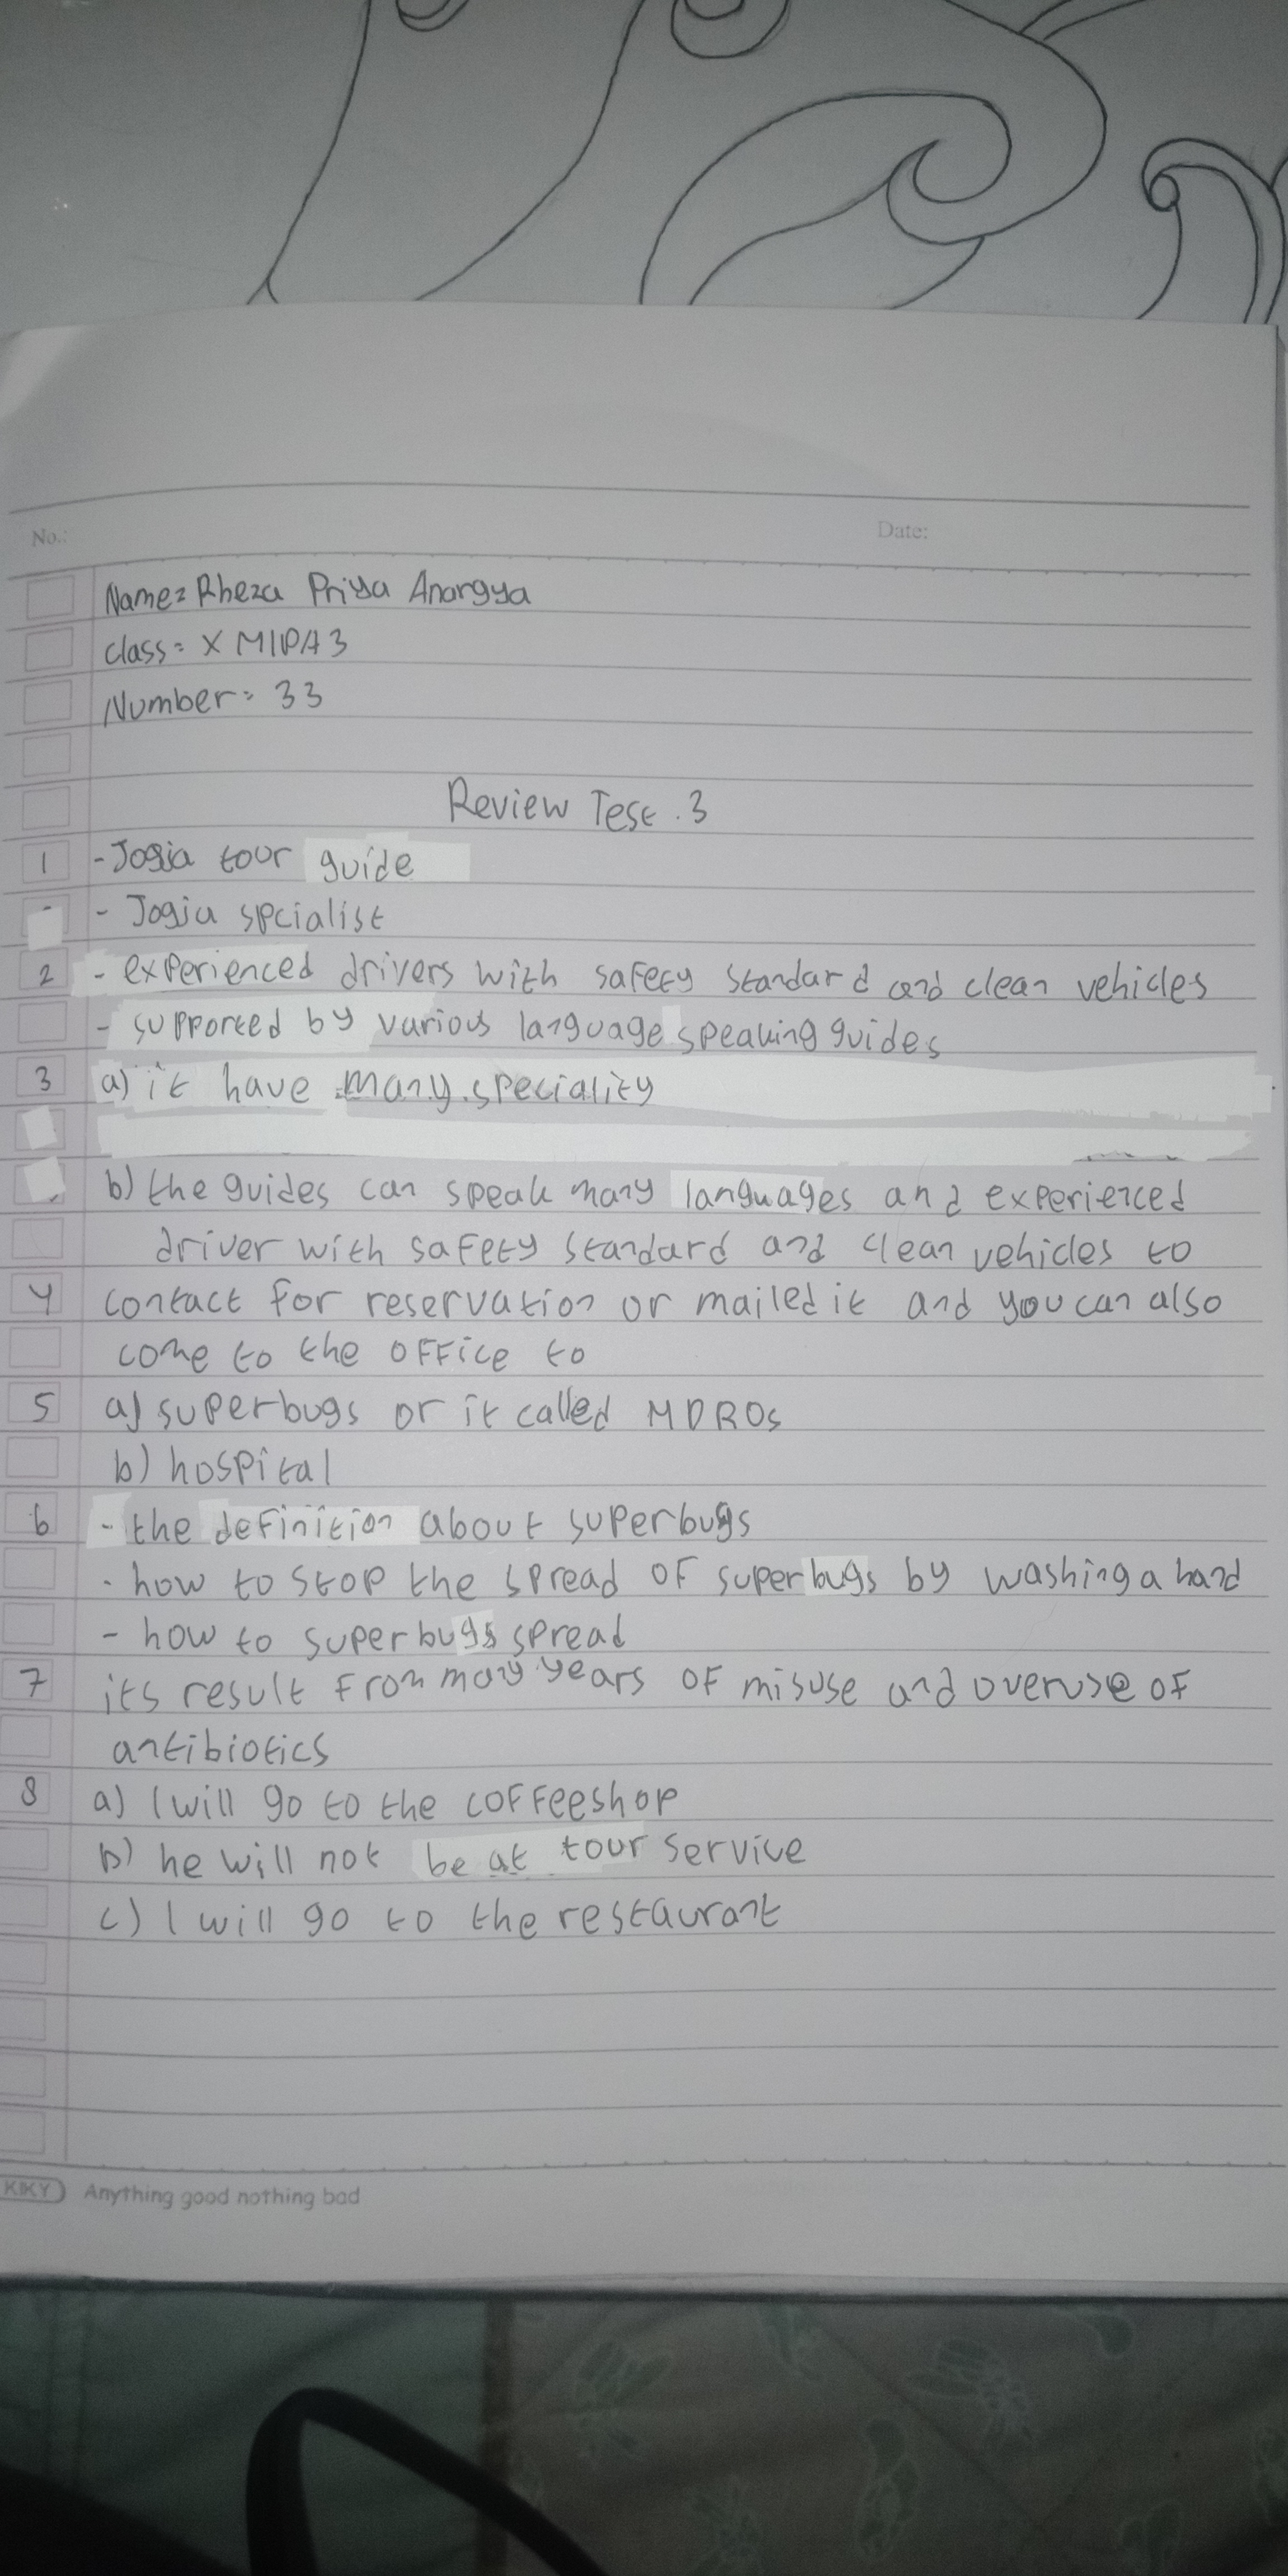 No.:
Date:
Name= Rheza Priya Anargya
class= X MIPA 3
Number= 33
Review Test .3
1 - Jogja tour guide
- Jogja spcialist
2 - experienced drivers with safety standard and clean vehicles
- supported by various language speaking guides
3 a) it have many speciality
b) the guides can speak many languages and experienced
driver with safety standard and clean vehicles to
4 contact for reservation or mailed it and you can also
come to the office to
5 a) superbugs or it called MDROs
b) hospital
6 - the definition about superbugs
- how to stop the spread of superbugs by washing a hand
- how to superbugs spread
7 its result from many years of misuse and overuse of
antibiotics
8 a) I will go to the coffeeshop
b) he will not be at tour service
c) I will go to the restaurant
KIKY Anything good nothing bad